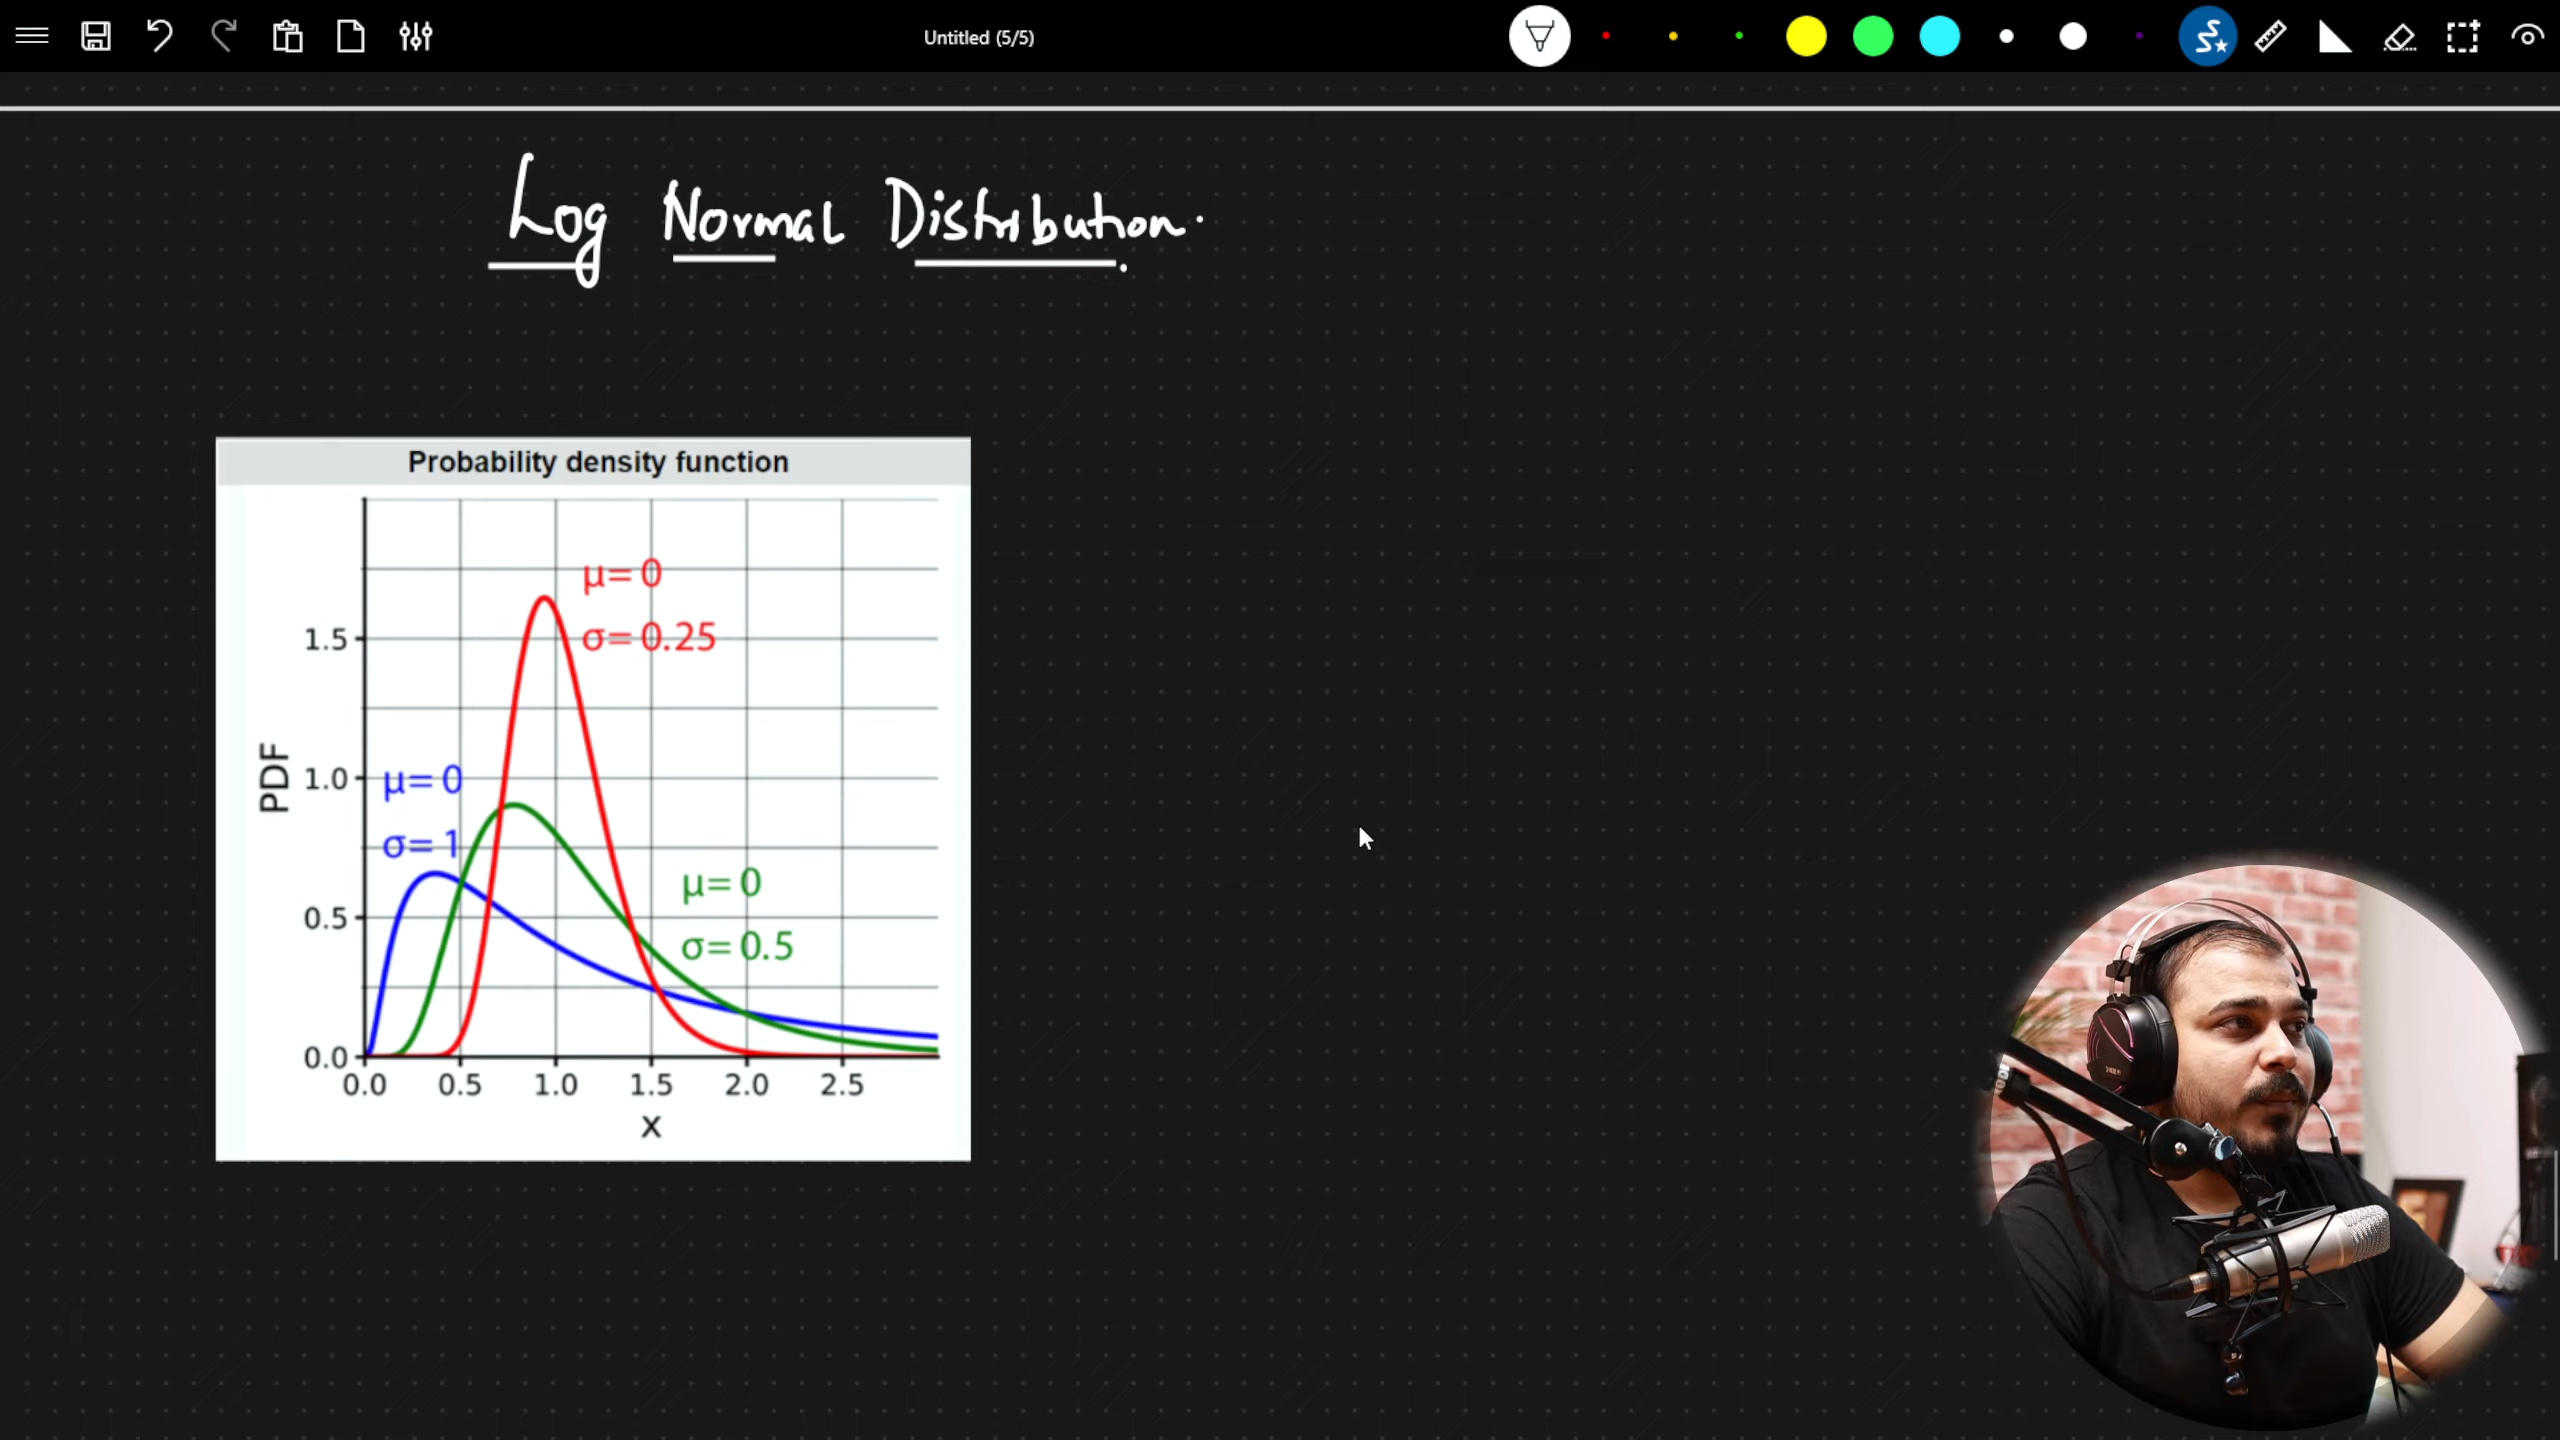 Untitled (5/5)
Log Normal Distribution.
Probability density function
μ=0
σ=0.25
1.5
PDF
1.0
μ=0
σ=1
μ=0
σ=0.5
0.5
0.0
0.0 0.5 1.0 1.5 2.0 2.5
x